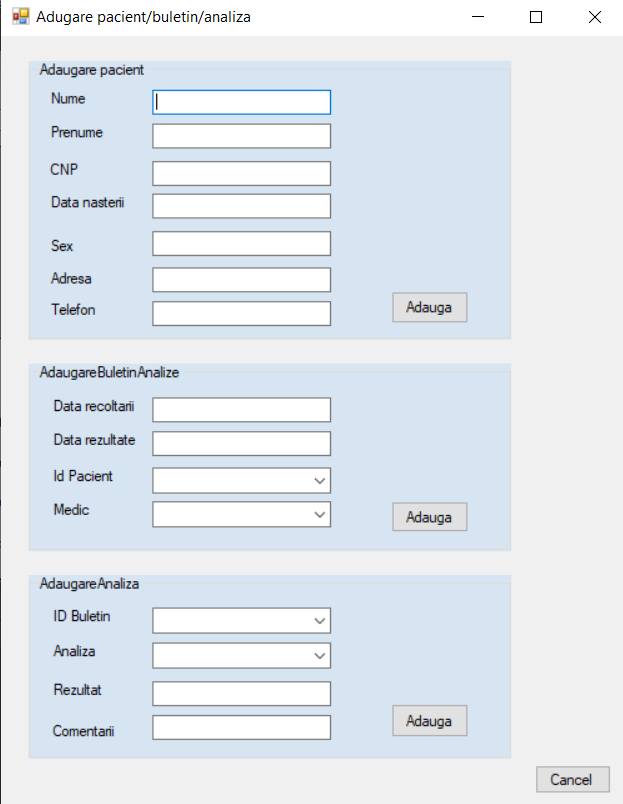 Adugare pacient/buletin/analiza
Adaugare pacient
Nume
Prenume
CNP
Data nasterii
Sex
Adresa
Telefon
Adauga
AdaugareBuletinAnalize
Data recoltarii
Data rezultate
Id Pacient
Medic
Adauga
AdaugareAnaliza
ID Buletin
Analiza
Rezultat
Comentarii
Adauga
Cancel